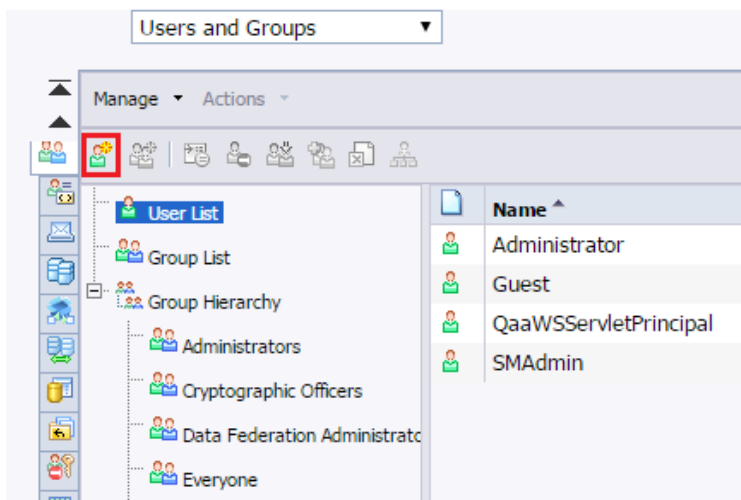 Users and Groups
Manage Actions
User List
Group List
Group Hierarchy
Administrators
Cryptographic Officers
Data Federation Administratc
Everyone
Name
Administrator
Guest
QaaWSServletPrincipal
SMAdmin